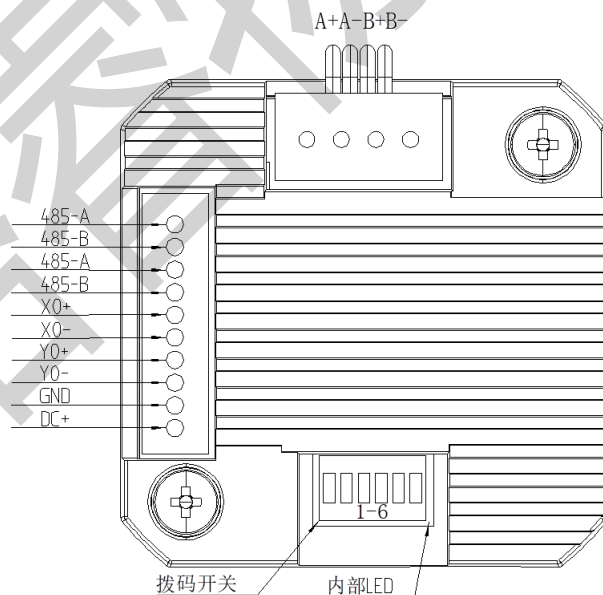 A+A-B+B-
485-A
485-B
485-A
485-B
X0+
X0-
Y0+
Y0-
GND
DC+
1-6
拨码开关
内部LED